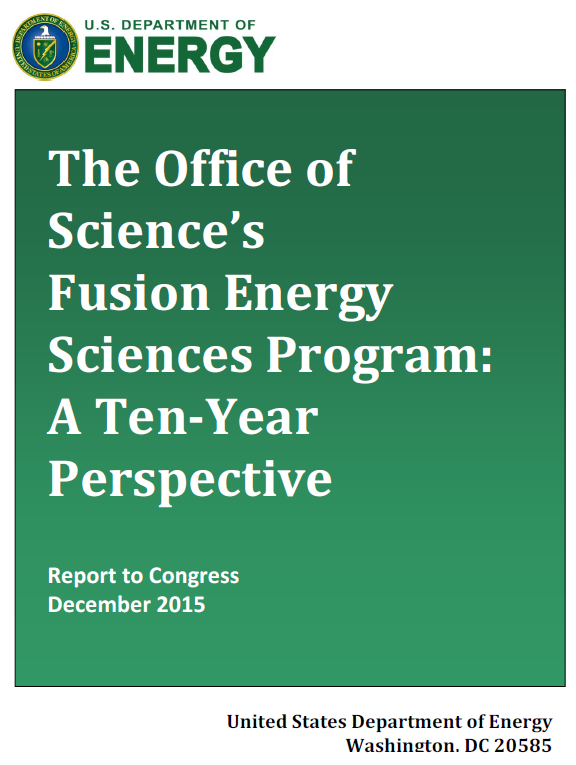 U.S. DEPARTMENT OF
ENERGY
The Office of
Science’s
Fusion Energy
Sciences Program:
A Ten-Year
Perspective
Report to Congress
December 2015
United States Department of Energy
Washington, DC 20585